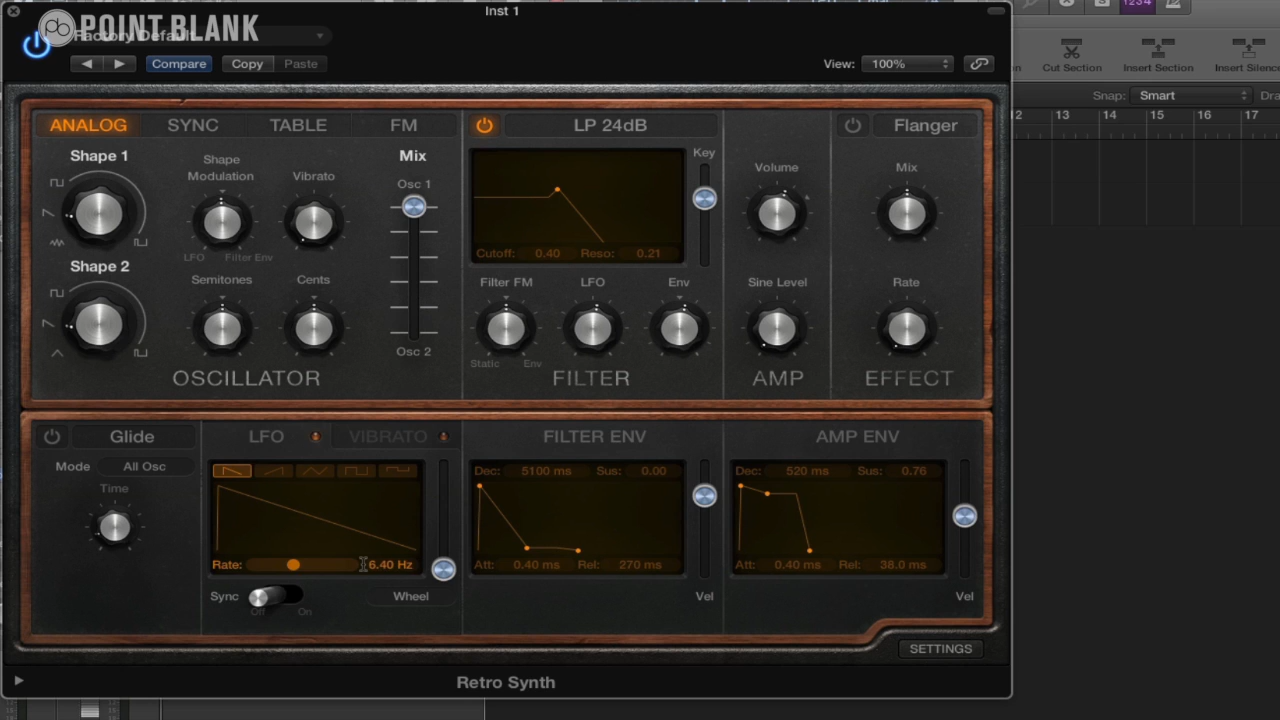 Inst 1
POINT BLANK
Factory Default
Compare
Copy
Paste
View:
100%
1234
Cut Section
Insert Section
Insert Silence
Snap:
Smart
12
13
14
15
16
17
ANALOG
SYNC
TABLE
FM
LP 24dB
Flanger
Shape 1
Shape
Modulation
Vibrato
Mix
Osc 1
LFO
Filter Env
Shape 2
Semitones
Cents
Osc 2
OSCILLATOR
Key
Cutoff: 0.40 Reso: 0.21
Filter FM
LFO
Env
Static
Env
FILTER
Volume
Sine Level
AMP
Mix
Rate
EFFECT
Glide
Mode
All Osc
Time
LFO
VIBRATO
Rate:
6.40 Hz
Sync
Off
On
Wheel
FILTER ENV
Dec: 5100 ms Sus: 0.00
Att: 0.40 ms Rel: 270 ms
Vel
AMP ENV
Dec: 520 ms Sus: 0.76
Att: 0.40 ms Rel: 38.0 ms
Vel
SETTINGS
Retro Synth